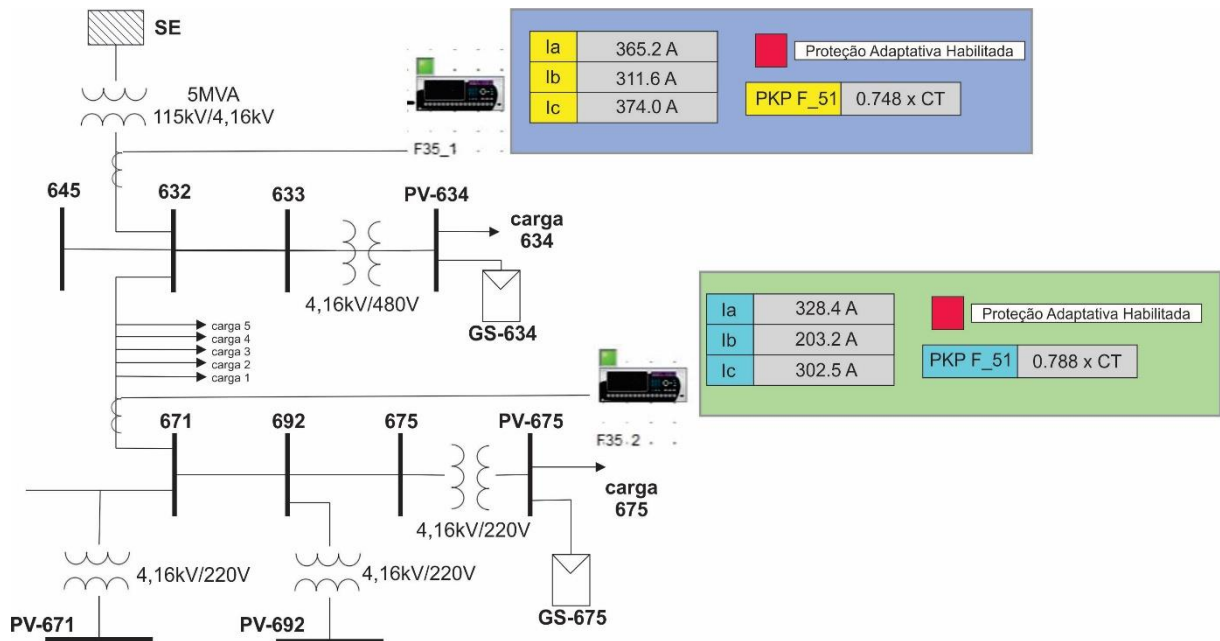 SE
5MVA
115kV/4,16kV
F35_1
Ia 365.2 A
Ib 311.6 A
Ic 374.0 A
Proteção Adaptativa Habilitada
PKP F_51 0.748 x CT
645
632
633
PV-634
carga
634
4,16kV/480V
GS-634
carga 5
carga 4
carga 3
carga 2
carga 1
Ia 328.4 A
Ib 203.2 A
Ic 302.5 A
Proteção Adaptativa Habilitada
PKP F_51 0.788 x CT
F35 2
671
692
675
PV-675
carga
675
4,16kV/220V
GS-675
4,16kV/220V
4,16kV/220V
PV-671
PV-692